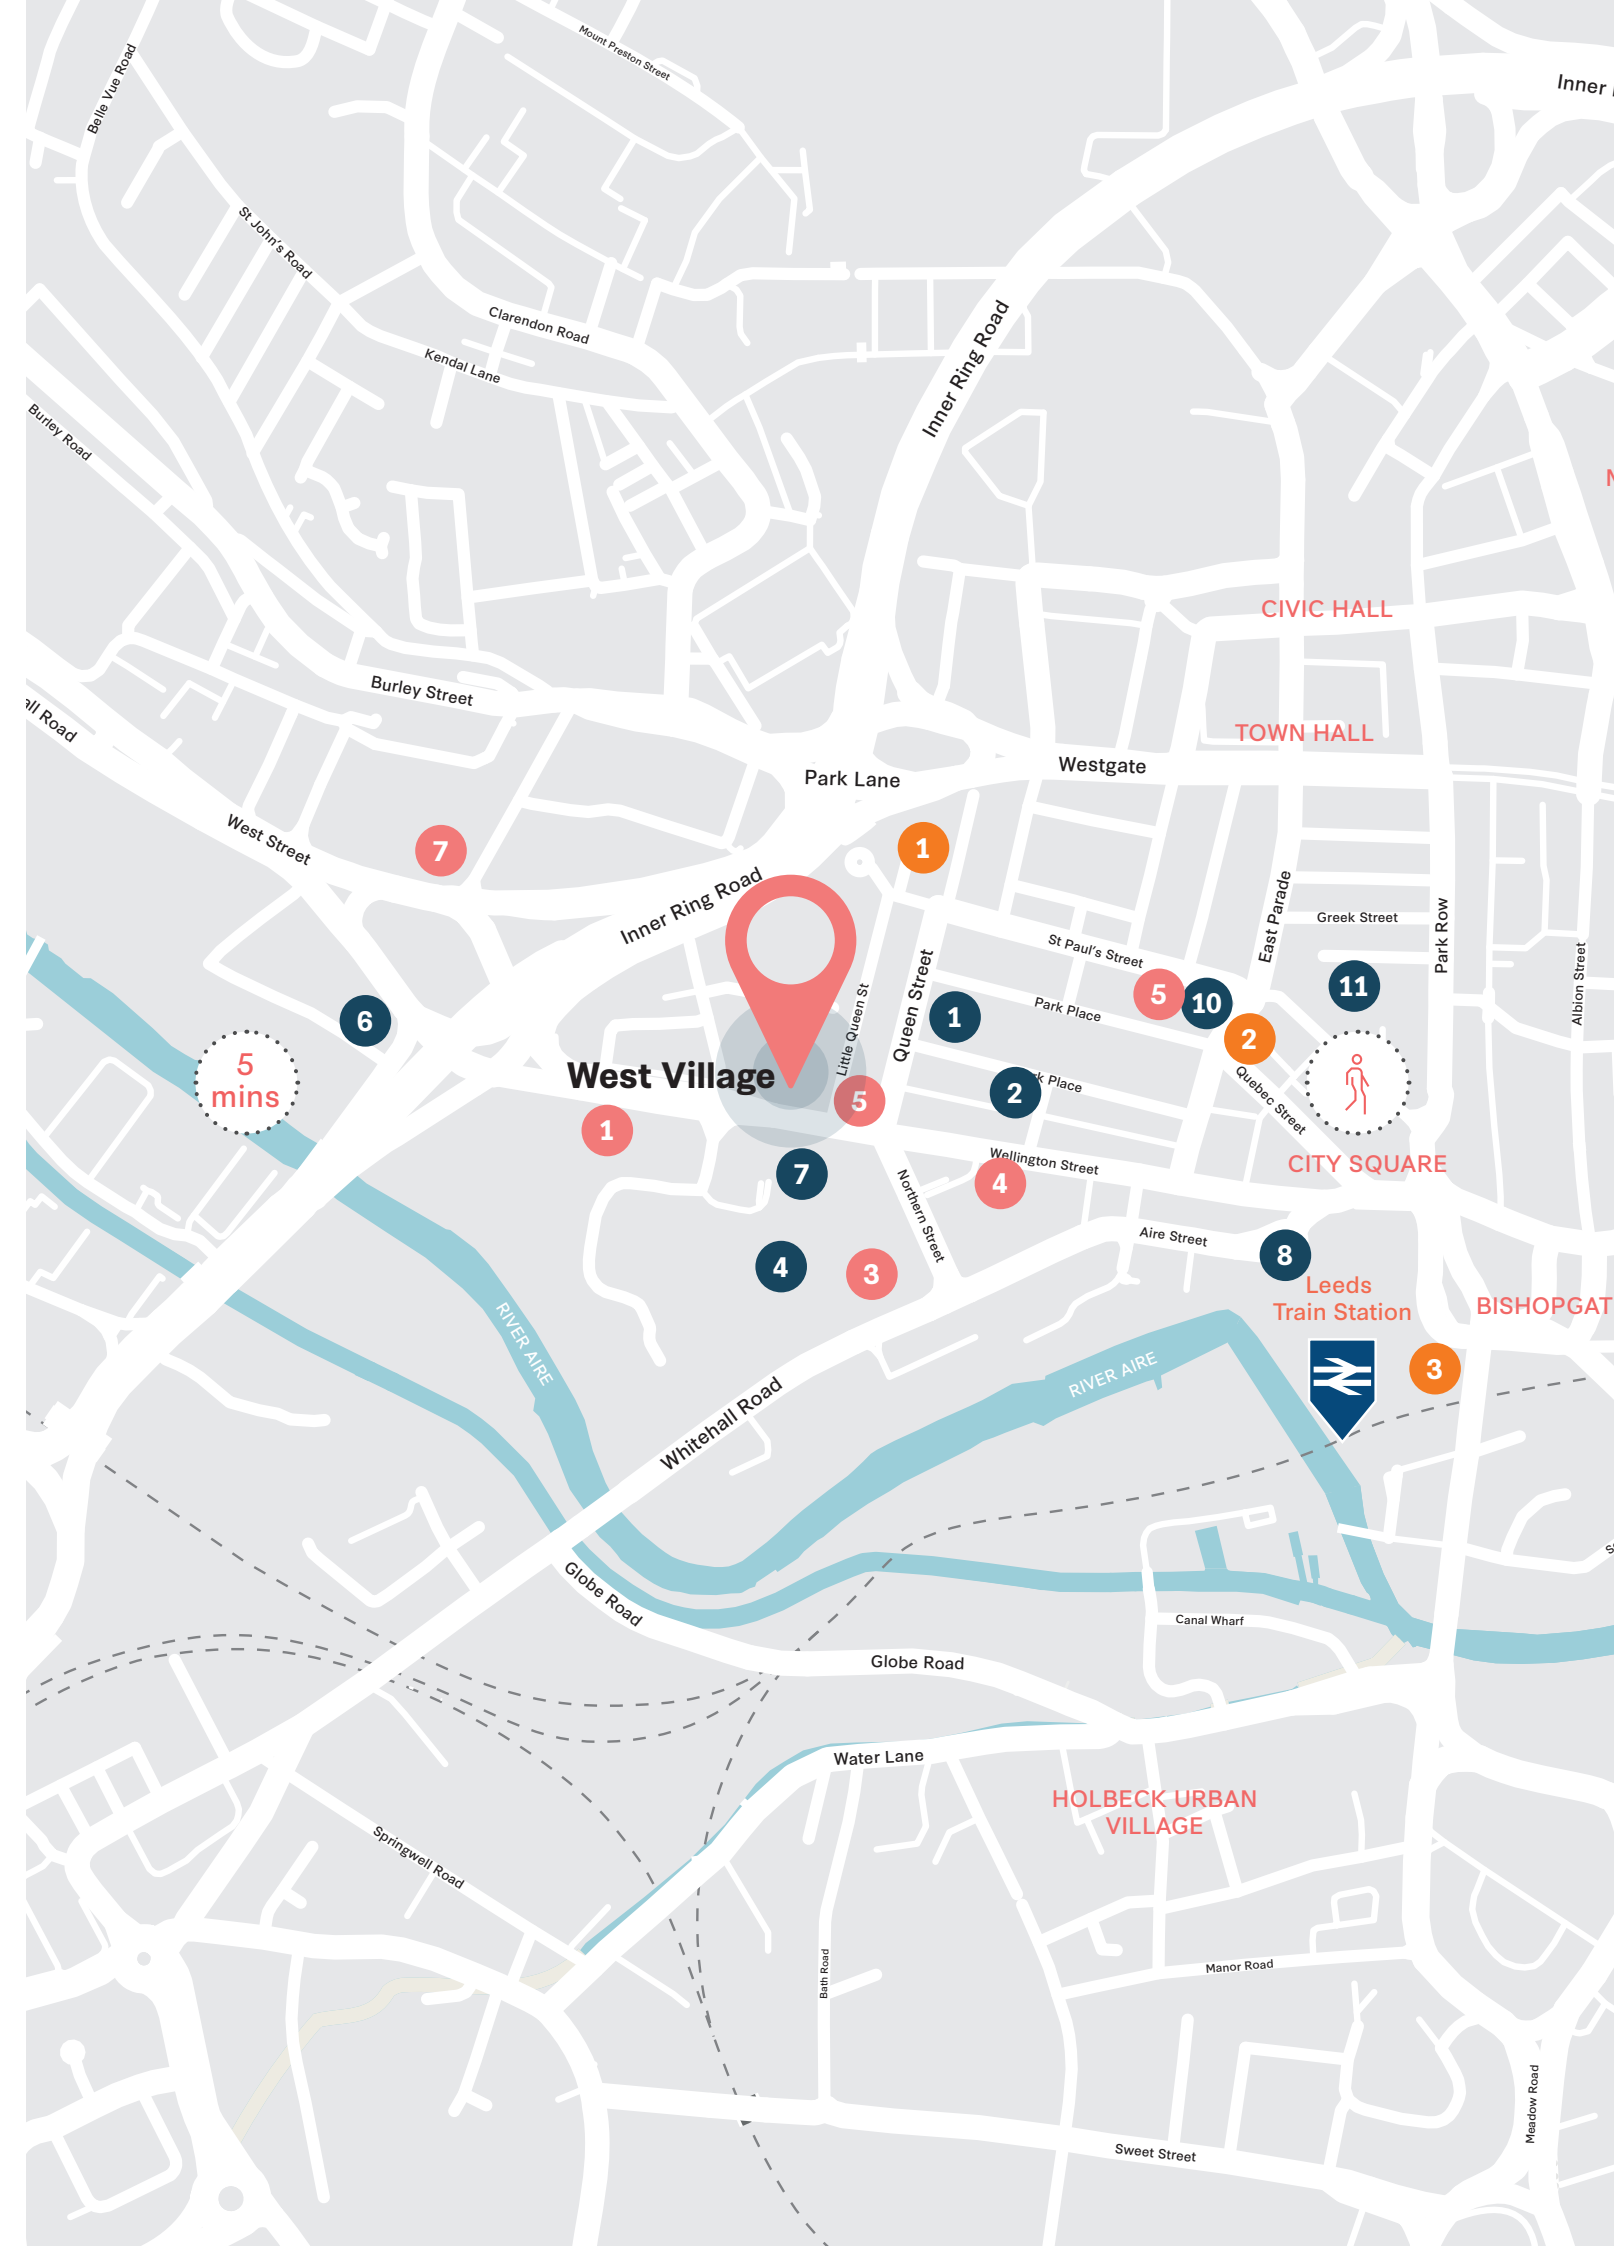 Mount Preston Street
Inner
Belle Vue Road
St John's Road
Clarendon Road
Kendal Lane
Inner Ring Road
Burley Road
CIVIC HALL
Burley Street
all Road
TOWN HALL
Park Lane
Westgate
West Street
7
1
Inner Ring Road
East Parade
Greek Street
Park Row
St Paul's Street
Albion Street
Queen Street
Little Queen St
Park Place
5
10
11
6
1
2
5
mins
West Village
2
k Place
Quebec Street
5
1
CITY SQUARE
Wellington Street
7
4
Northern Street
Aire Street
8
4
3
Leeds
Train Station
BISHOPGAT
RIVER AIRE
RIVER AIRE
3
Whitehall Road
Globe Road
Canal Wharf
Globe Road
Water Lane
HOLBECK URBAN
VILLAGE
Springwell Road
Bath Road
Manor Road
Meadow Road
Sweet Street